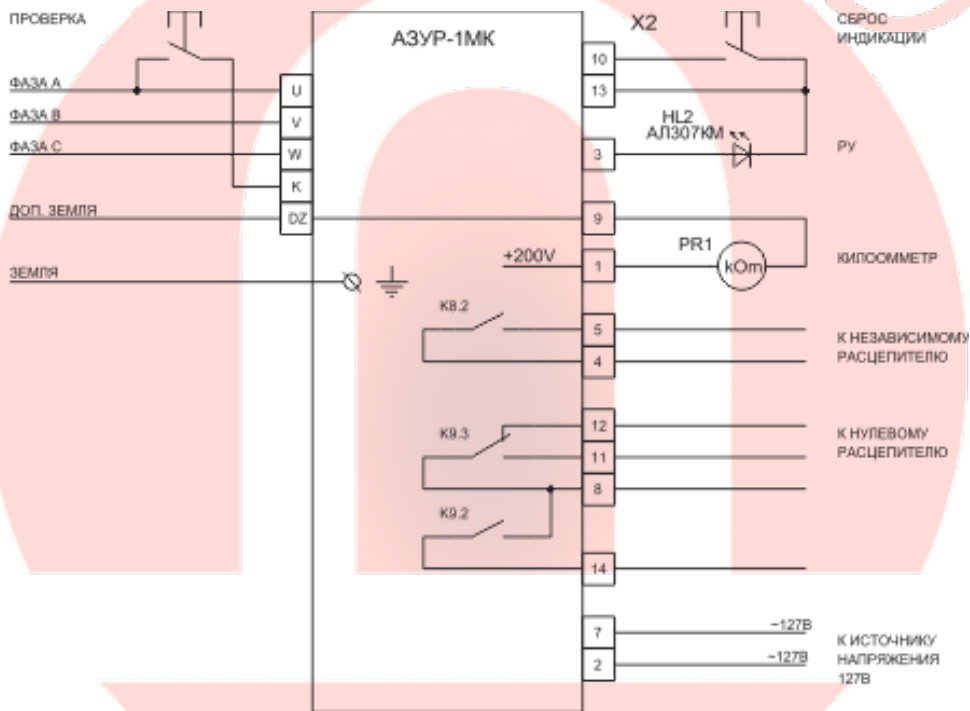 ПРОВЕРКА
АЗУР-1МК
X2
СБРОС
ИНДИКАЦИИ
10
ФАЗА А
U
13
ФАЗА В
V
HL2
АЛ307КМ
ФАЗА С
W
3
РУ
K
ДОП. ЗЕМЛЯ
DZ
9
+200V
1
PR1
kOm
КИЛООММЕТР
ЗЕМЛЯ
K8.2
5
4
К НЕЗАВИСИМОМУ
РАСЦЕПИТЕЛЮ
12
K9.3
11
К НУЛЕВОМУ
РАСЦЕПИТЕЛЮ
8
K9.2
14
7
~127В
2
~127В
К ИСТОЧНИКУ
НАПРЯЖЕНИЯ
127В